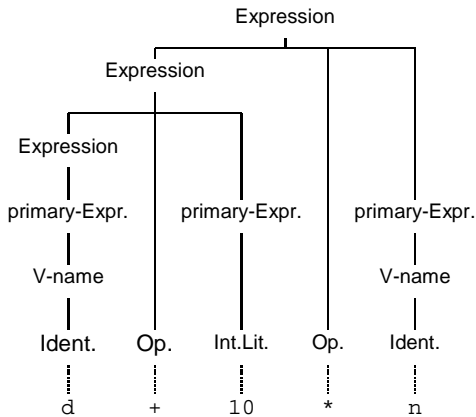 Expression
Expression
Expression
primary-Expr. primary-Expr. primary-Expr.
V-name V-name
Ident. Op. Int.Lit. Op. Ident.
d + 10 * n